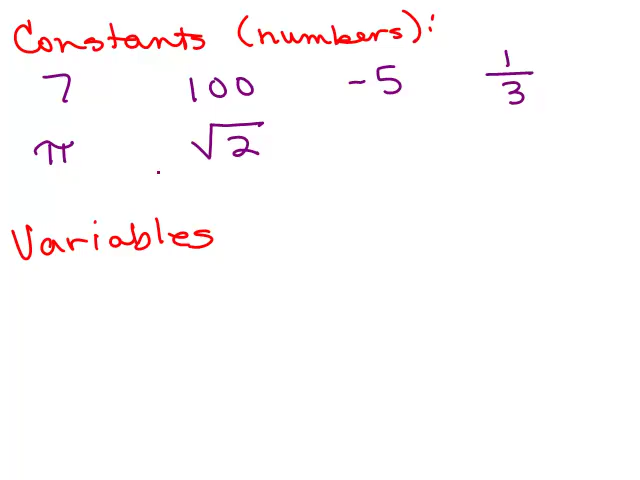 Constants (numbers):
7 100 -5 1/3
π √2
Variables